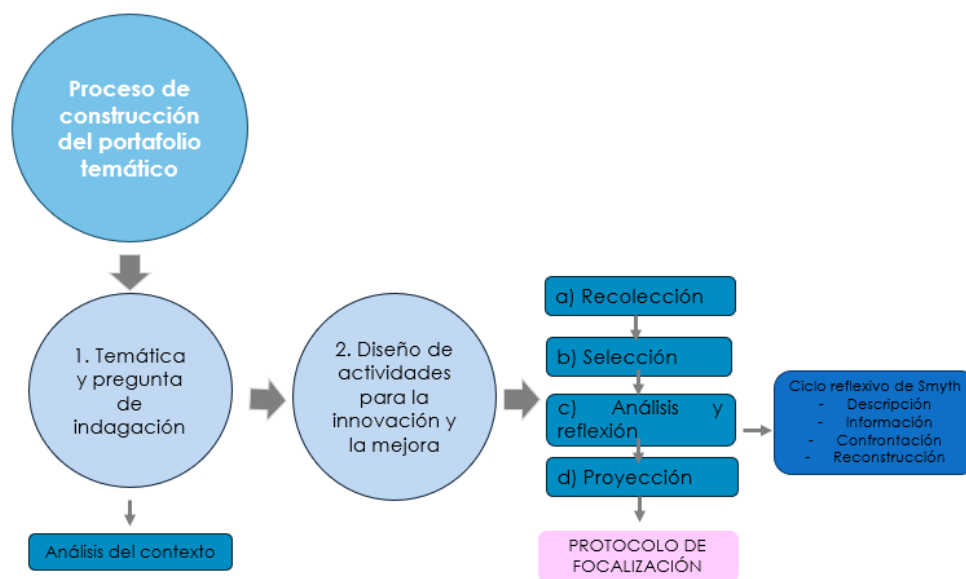 Proceso de
construcción
del portafolio
temático
1. Temática
y pregunta
de
indagación
Análisis del contexto
2. Diseño de
actividades
para la
innovación y
la mejora
a) Recolección
b) Selección
c) Análisis y
reflexión
d) Proyección
PROTOCOLO DE
FOCALIZACIÓN
Ciclo reflexivo de Smyth
- Descripción
- Información
- Confrontación
- Reconstrucción